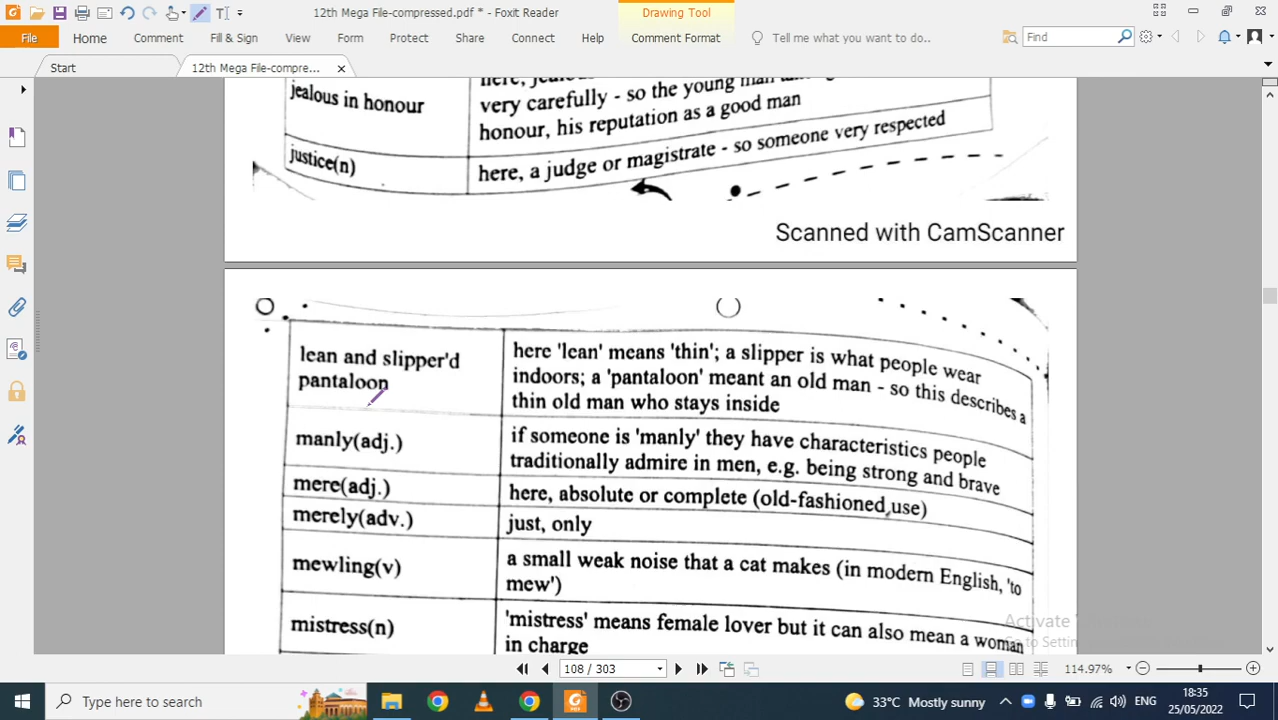 12th Mega File-compressed.pdf * - Foxit Reader
Drawing Tool
File Home Comment Fill & Sign View Form Protect Share Connect Help Comment Format Tell me what you want to do.. Find
Start 12th Mega File-compre...
jealous in honour
very carefully - so the young man
honour, his reputation as a good man
justice(n)
here, a judge or magistrate - so someone very respected
Scanned with CamScanner
lean and slipper'd
pantaloon
here 'lean' means 'thin'; a slipper is what people wear
indoors; a 'pantaloon' meant an old man - so this describes a
thin old man who stays inside
manly(adj.)
if someone is 'manly' they have characteristics people
traditionally admire in men, e.g. being strong and brave
mere(adj.)
here, absolute or complete (old-fashioned use)
merely(adv.)
just, only
mewling(v)
a small weak noise that a cat makes (in modern English, 'to
mew')
mistress(n)
'mistress' means female lover but it can also mean a woman
in charge
Activate
Go to Settin
108 / 303
114.97%
Type here to search
33°C Mostly sunny
ENG
18:35
25/05/2022